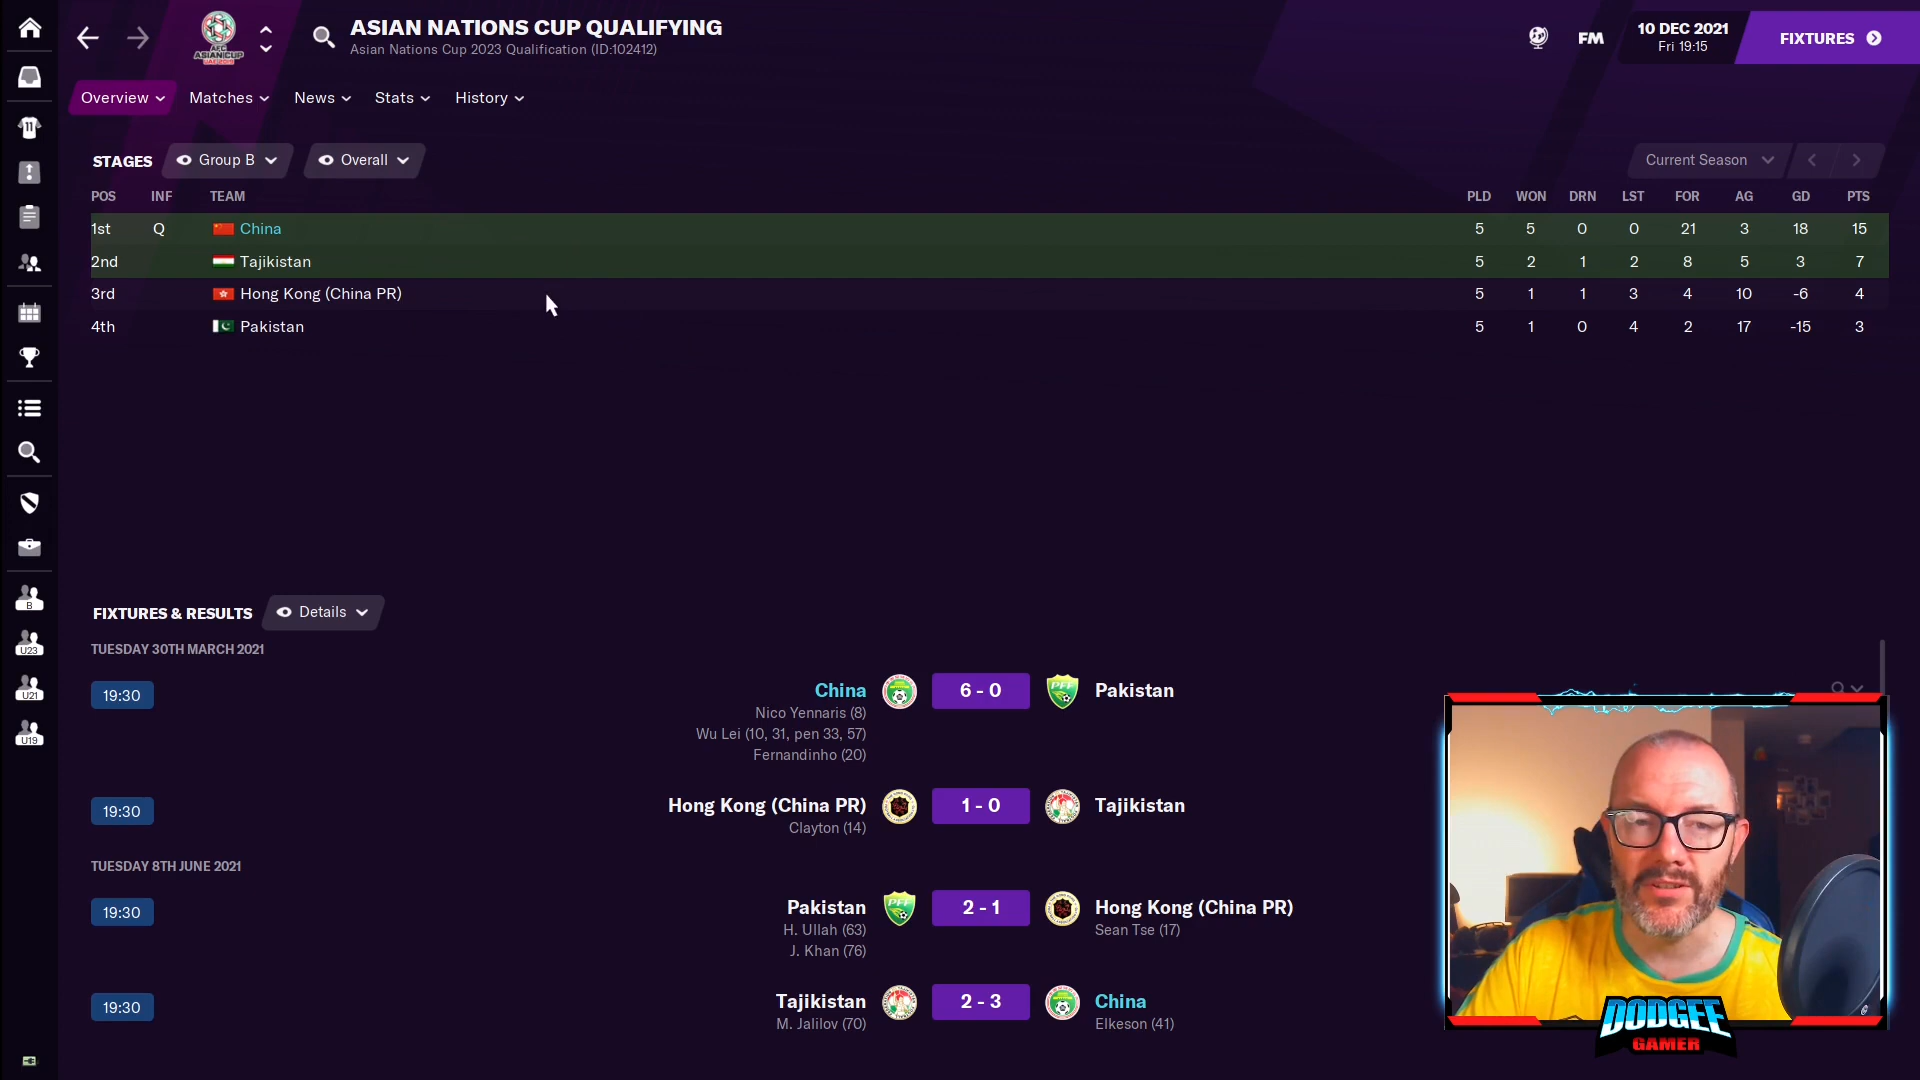 ASIAN NATIONS CUP QUALIFYING
Asian Nations Cup 2023 Qualification (ID:102412)
FM
10 DEC 2021
Fri 19:15
FIXTURES
Overview Matches News Stats History
STAGES Group B Overall Current Season
POS INF TEAM PLD WON DRN LST FOR AG GD PTS
1st Q China 5 5 0 0 21 3 18 15
2nd Tajikistan 5 2 1 2 8 5 3 7
3rd Hong Kong (China PR) 5 1 1 3 4 10 -6 4
4th Pakistan 5 1 0 4 2 17 -15 3
FIXTURES & RESULTS Details
TUESDAY 30TH MARCH 2021
19:30 China 6 - 0 Pakistan
Nico Yennaris (8)
Wu Lei (10, 31, pen 33, 57)
Fernandinho (20)
19:30 Hong Kong (China PR) 1 - 0 Tajikistan
Clayton (14)
TUESDAY 8TH JUNE 2021
19:30 Pakistan 2 - 1 Hong Kong (China PR)
H. Ullah (63) Sean Tse (17)
J. Khan (76)
19:30 Tajikistan 2 - 3 China
M. Jalilov (70) Elkeson (41)
11
B
U23
U21
U19
DODGEE
GAMER